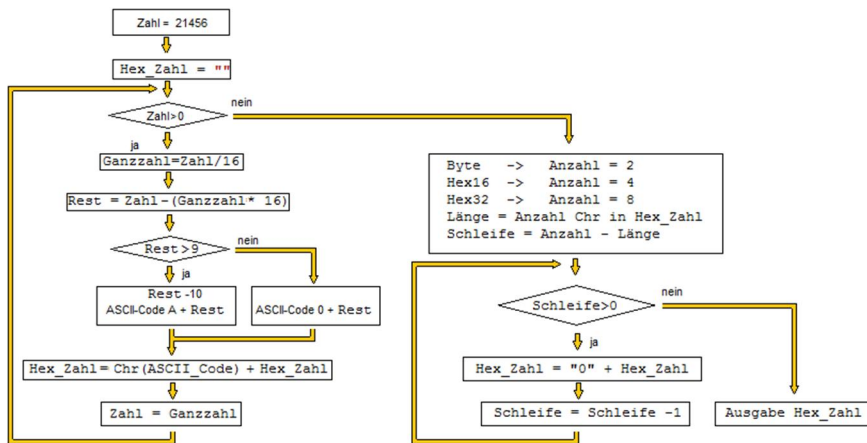 Zahl = 21456
Hex_Zahl = ""
Zahl>0
nein
ja
Ganzzahl=Zahl/16
Rest = Zahl-(Ganzzahl* 16)
Rest>9
nein
ja
Rest-10
ASCII-Code A + Rest
ASCII-Code 0 + Rest
Hex_Zahl=Chr(ASCII_Code) + Hex_Zahl
Zahl = Ganzzahl
Byte -> Anzahl = 2
Hex16 -> Anzahl = 4
Hex32 -> Anzahl = 8
Länge = Anzahl Chr in Hex_Zahl
Schleife = Anzahl - Länge
Schleife>0
nein
ja
Hex_Zahl = "0" + Hex_Zahl
Schleife = Schleife -1
Ausgabe Hex_Zahl